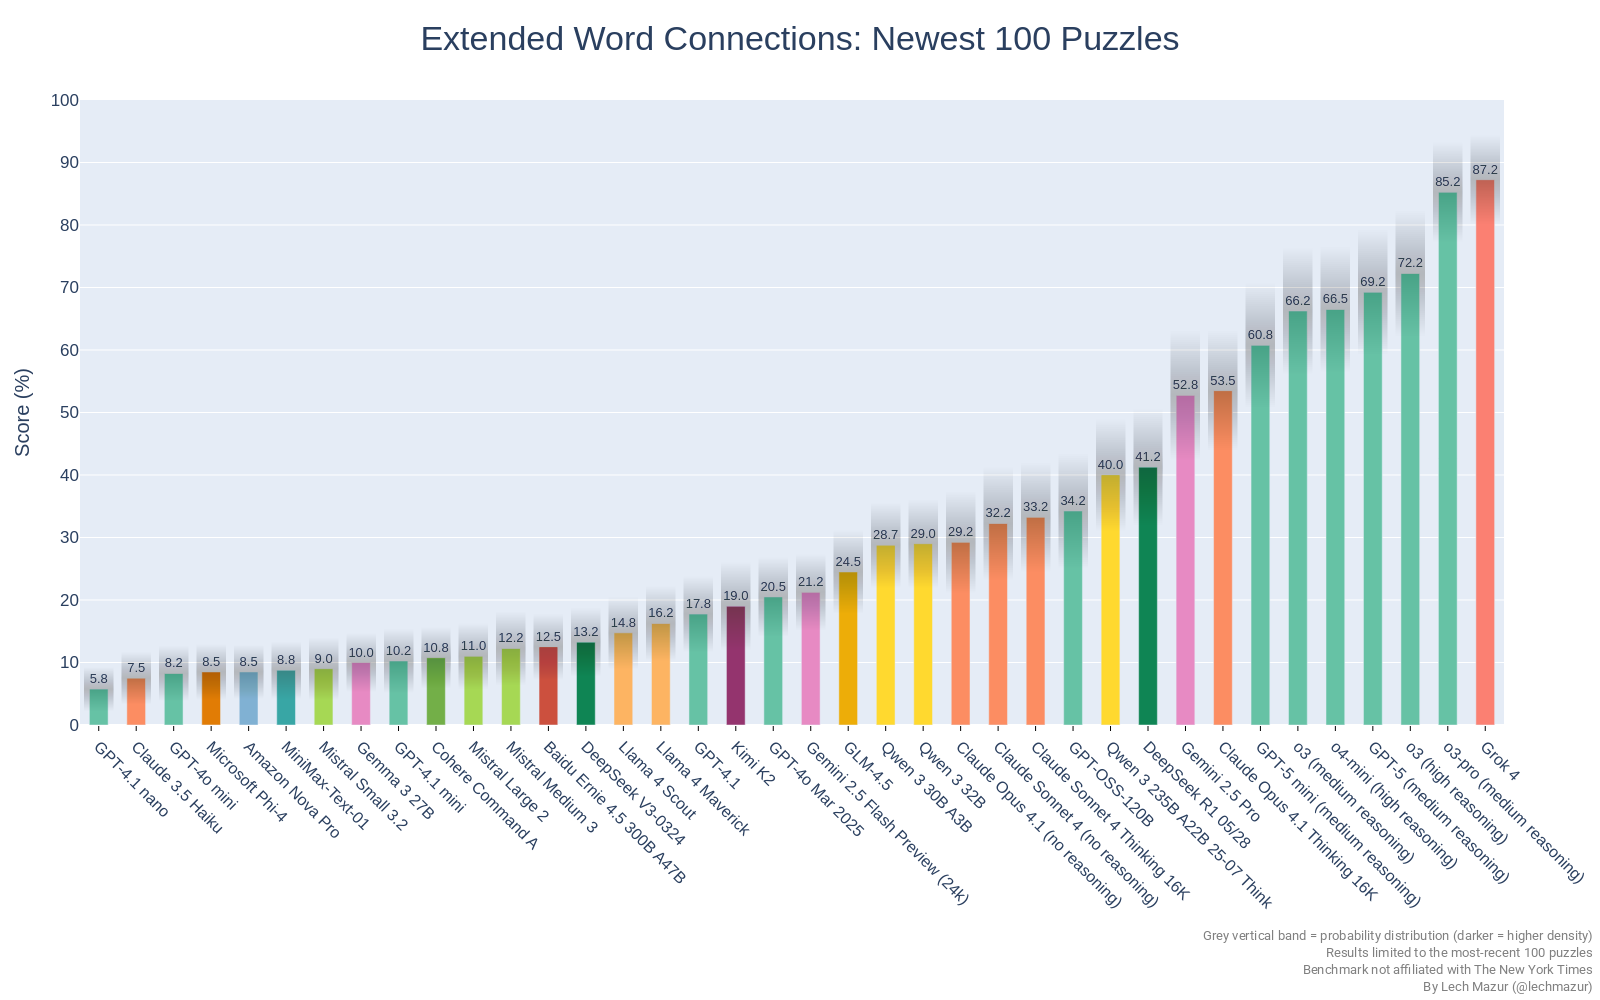 Extended Word Connections: Newest 100 Puzzles
Score (%)
100
90
80
70
60
50
40
30
20
10
0
5.8
7.5
8.2
8.5
8.5
8.8
9.0
10.0
10.2
10.8
11.0
12.2
12.5
13.2
14.8
16.2
17.8
19.0
20.5
21.2
24.5
28.7
29.0
29.2
32.2
33.2
34.2
40.0
41.2
52.8
53.5
60.8
66.2
66.5
69.2
72.2
85.2
87.2
GPT-4.1 nano
Claude 3.5 Haiku
GPT-4o mini
Microsoft Phi-4
Amazon Nova Pro
MiniMax-Text-01
Mistral Small 3.2
Gemma 3 27B
GPT-4.1 mini
Cohere Command A
Mistral Large 2
Mistral Medium 3
Baidu Ernie 4.5 300B A47B
DeepSeek V3-0324
Llama 4 Scout
Llama 4 Maverick
GPT-4.1
Kimi K2
GPT-4o Mar 2025
Gemini 2.5 Flash Preview (24k)
GLM-4.5
Qwen 3 30B A3B
Qwen 3 32B
Claude Opus 4.1 (no reasoning)
Claude Sonnet 4 (no reasoning)
Claude Sonnet 4 Thinking 16K
GPT-OSS-120B
Qwen 3 235B A22B 25-07 Think
DeepSeek R1 05/28
Gemini 2.5 Pro
Claude Opus 4.1 Thinking 16K
GPT-5 mini (medium reasoning)
o3 (medium reasoning)
o4-mini (high reasoning)
GPT-5 (medium reasoning)
o3 (high reasoning)
o3-pro (medium reasoning)
Grok 4
Grey vertical band = probability distribution (darker = higher density)
Results limited to the most-recent 100 puzzles
Benchmark not affiliated with The New York Times
By Lech Mazur (@lechmazur)